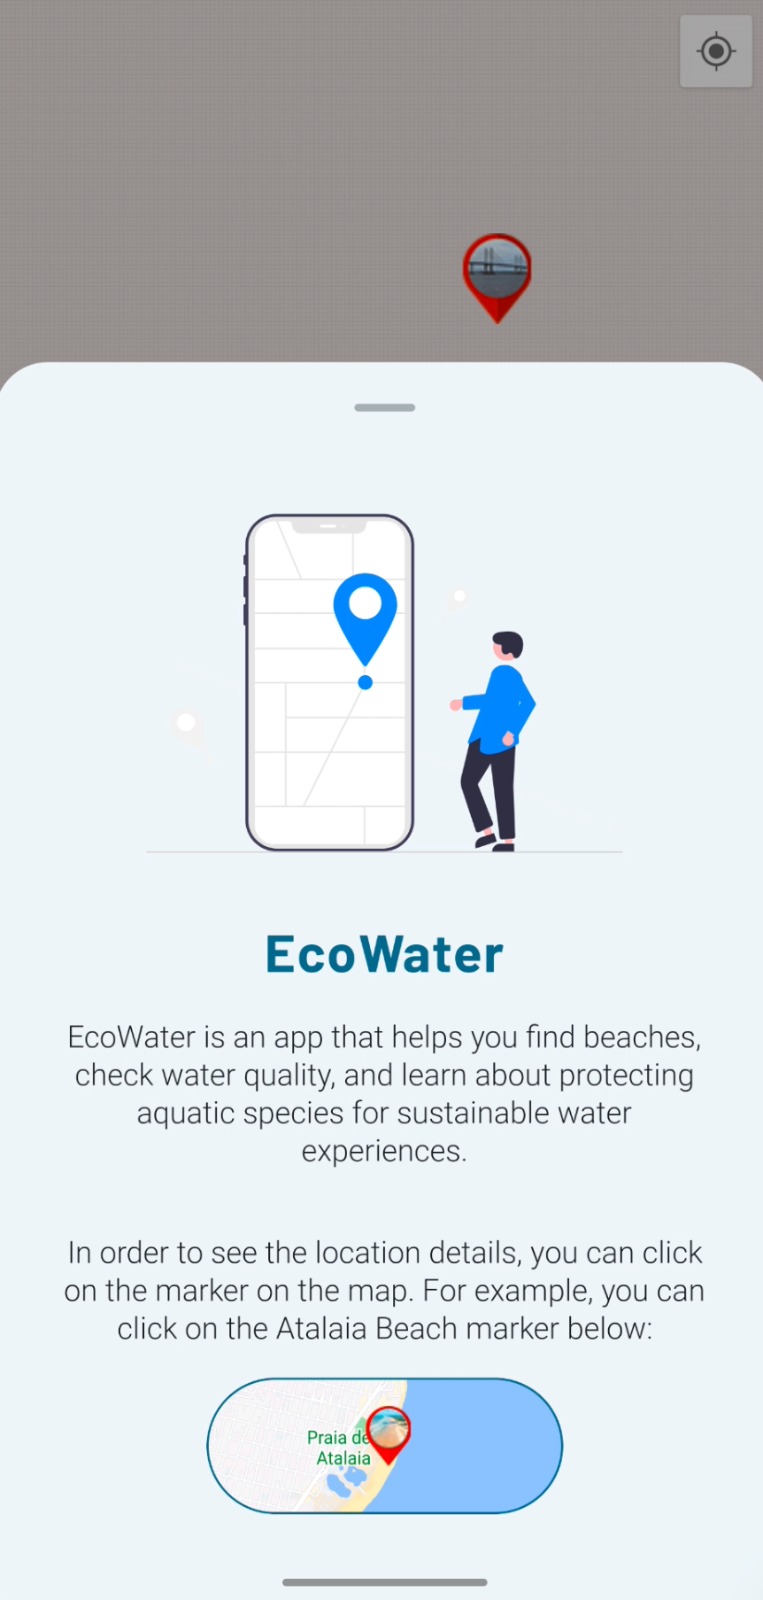 EcoWater
EcoWater is an app that helps you find beaches,
check water quality, and learn about protecting
aquatic species for sustainable water
experiences.
In order to see the location details, you can click
on the marker on the map. For example, you can
click on the Atalaia Beach marker below:
Praia de
Atalaia